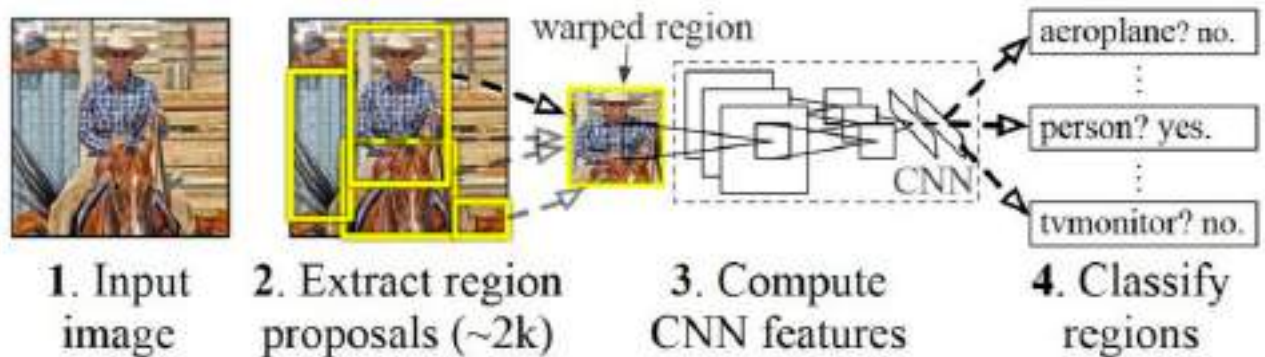 warped region
aeroplane? no.
person? yes.
CNN
tvmonitor? no.
1. Input
image
2. Extract region
proposals (~2k)
3. Compute
CNN features
4. Classify
regions